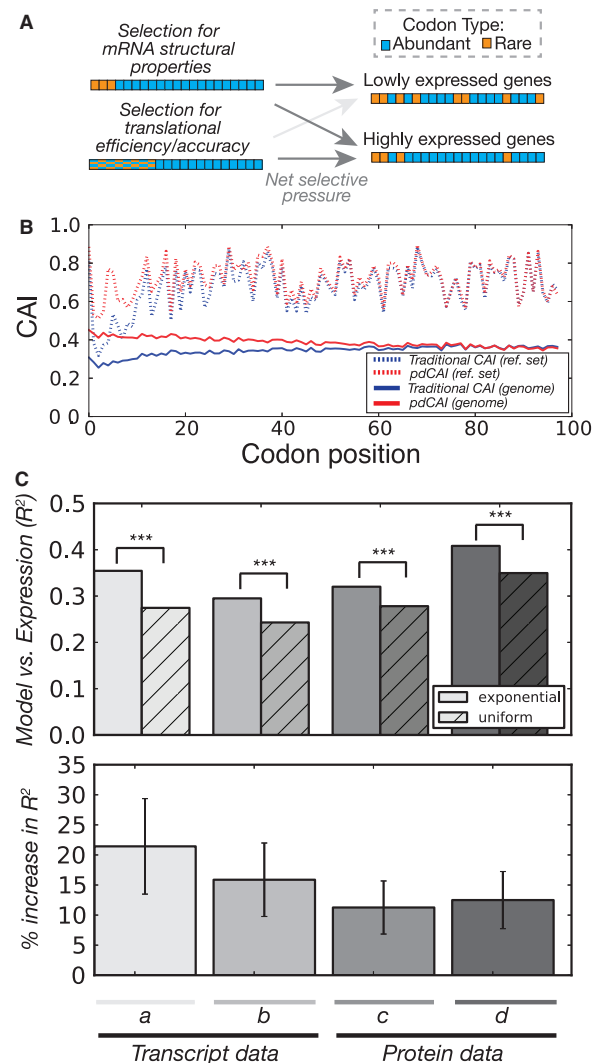 A
Selection for
mRNA structural
properties
Selection for
translational
efficiency/accuracy
Net selective
pressure
Codon Type:
Abundant Rare
Lowly expressed genes
Highly expressed genes
B
CAI
1.0
0.8
0.6
0.4
0.2
0 0
0 20 40 60 80 100
Codon position
Traditional CAI (ref. set)
pdCAI (ref. set)
Traditional CAI (genome)
pdCAI (genome)
C
Model vs. Expression (R²)
0.5
0.4
0.3
0.2
0.1
0.0
*** *** *** ***
exponential
uniform
% increase in R²
35
30
25
20
15
10
5
0
a b c d
Transcript data Protein data